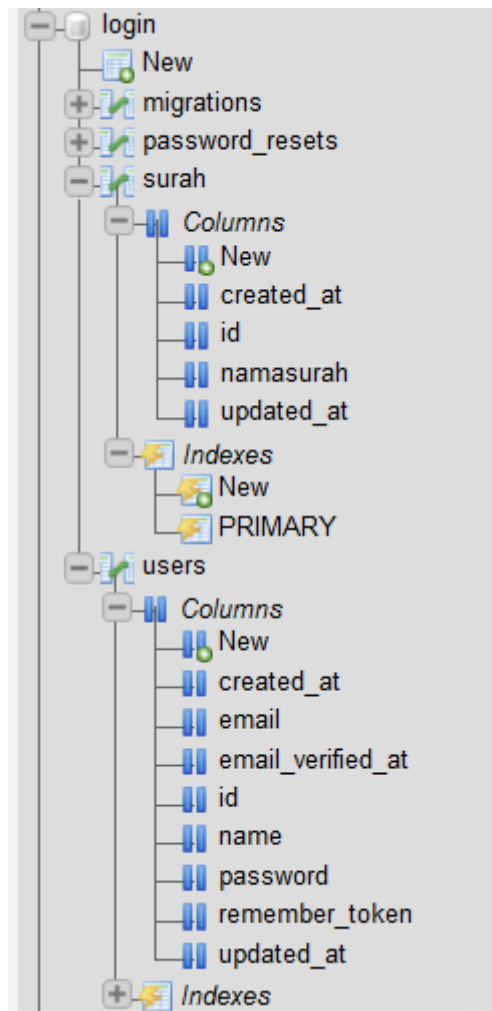 login
New
migrations
password_resets
surah
Columns
New
created_at
id
namasurah
updated_at
Indexes
New
PRIMARY
users
Columns
New
created_at
email
email_verified_at
id
name
password
remember_token
updated_at
Indexes